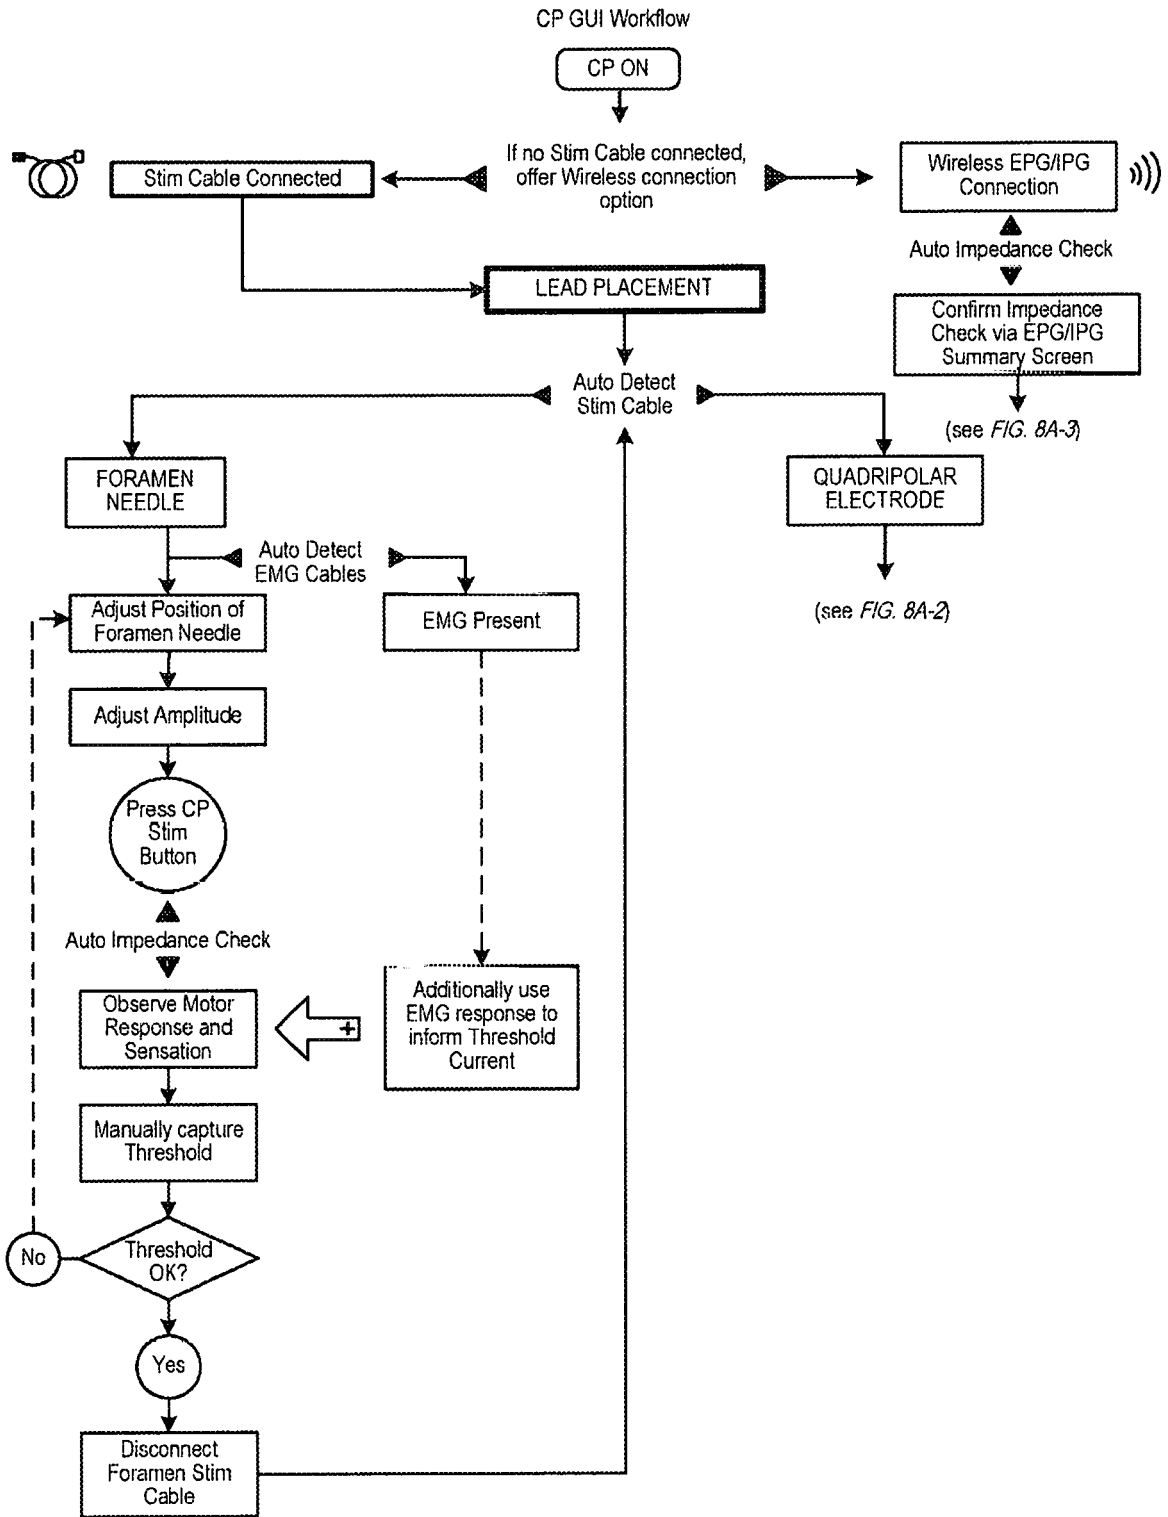 CP GUI Workflow
CP ON
If no Stim Cable connected,
offer Wireless connection
option
Stim Cable Connected
Wireless EPG/IPG
Connection
Auto Impedance Check
LEAD PLACEMENT
Confirm Impedance
Check via EPG/IPG
Summary Screen
(see FIG. 8A-3)
Auto Detect
Stim Cable
FORAMEN
NEEDLE
QUADRIPOLAR
ELECTRODE
(see FIG. 8A-2)
Auto Detect
EMG Cables
Adjust Position of
Foramen Needle
EMG Present
Adjust Amplitude
Press CP
Stim
Button
Auto Impedance Check
Observe Motor
Response and
Sensation
+
Additionally use
EMG response to
inform Threshold
Current
Manually capture
Threshold
Threshold
OK?
No
Yes
Disconnect
Foramen Stim
Cable